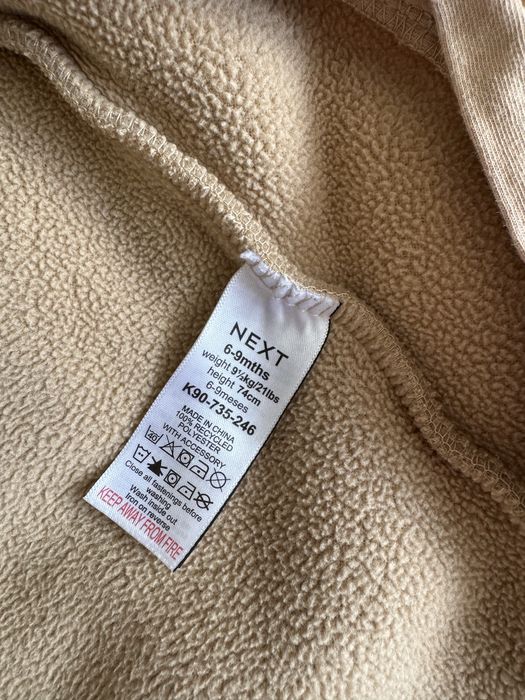 NEXT
6-9mths
weight 9½kg/21lbs
height 74cm
6-9meses
K90-735-246
MADE IN CHINA
100% RECYCLED
POLYESTER
WITH ACCESSORY
40
Close all fastenings before
washing
Wash inside out
Iron on reverse
KEEP AWAY FROM FIRE